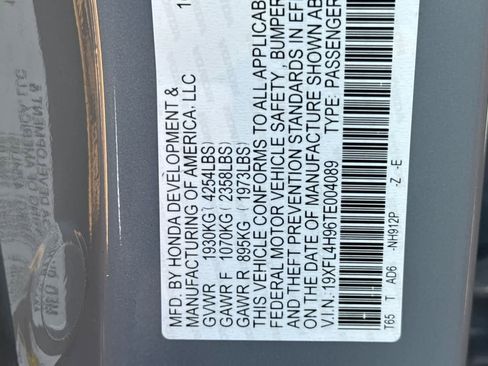 MFD. BY HONDA DEVELOPMENT &
MANUFACTURING OF AMERICA, LLC
GVWR 1930KG ( 4254LBS)
GAWR F 1070KG ( 2358LBS)
GAWR R 895KG ( 1973LBS)
THIS VEHICLE CONFORMS TO ALL APPLICAB
FEDERAL MOTOR VEHICLE SAFETY, BUMPER
AND THEFT PREVENTION STANDARDS IN EF
ON THE DATE OF MANUFACTURE SHOWN AB
V.I.N: 19XFL4H96TE004089 TYPE: PASSENGER
T65 T AD6 -NH912P -Z -E